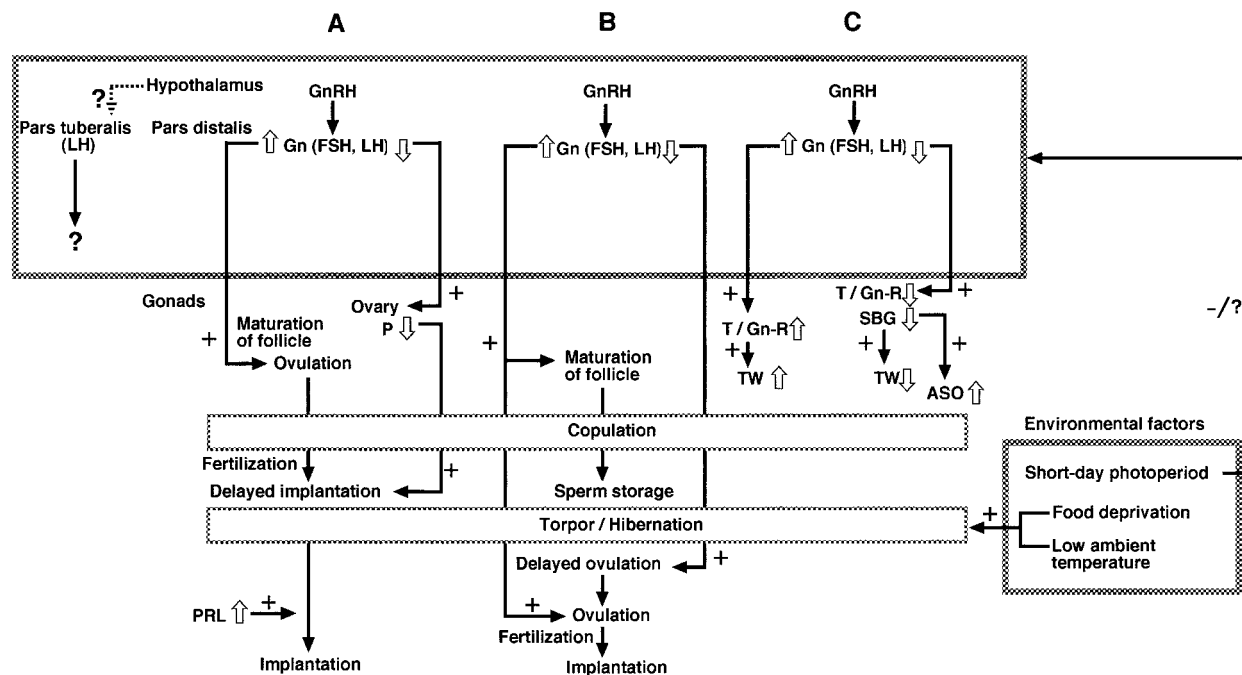 A
B
C
Hypothalamus
?
Pars tuberalis
(LH)
?
Pars distalis
GnRH
Gn (FSH, LH)
GnRH
Gn (FSH, LH)
GnRH
Gn (FSH, LH)
Gonads
+
Maturation
of follicle
Ovulation
Ovary
+
P
+
Maturation
of follicle
+
T / Gn-R
+
TW
T / Gn-R
+
SBG
+
TW
+
ASO
-/?
Copulation
Fertilization
Delayed implantation
+
Sperm storage
Torpor / Hibernation
Environmental factors
Short-day photoperiod
+
Food deprivation
Low ambient
temperature
PRL
+
Implantation
Delayed ovulation
+
+
Ovulation
Fertilization
Implantation